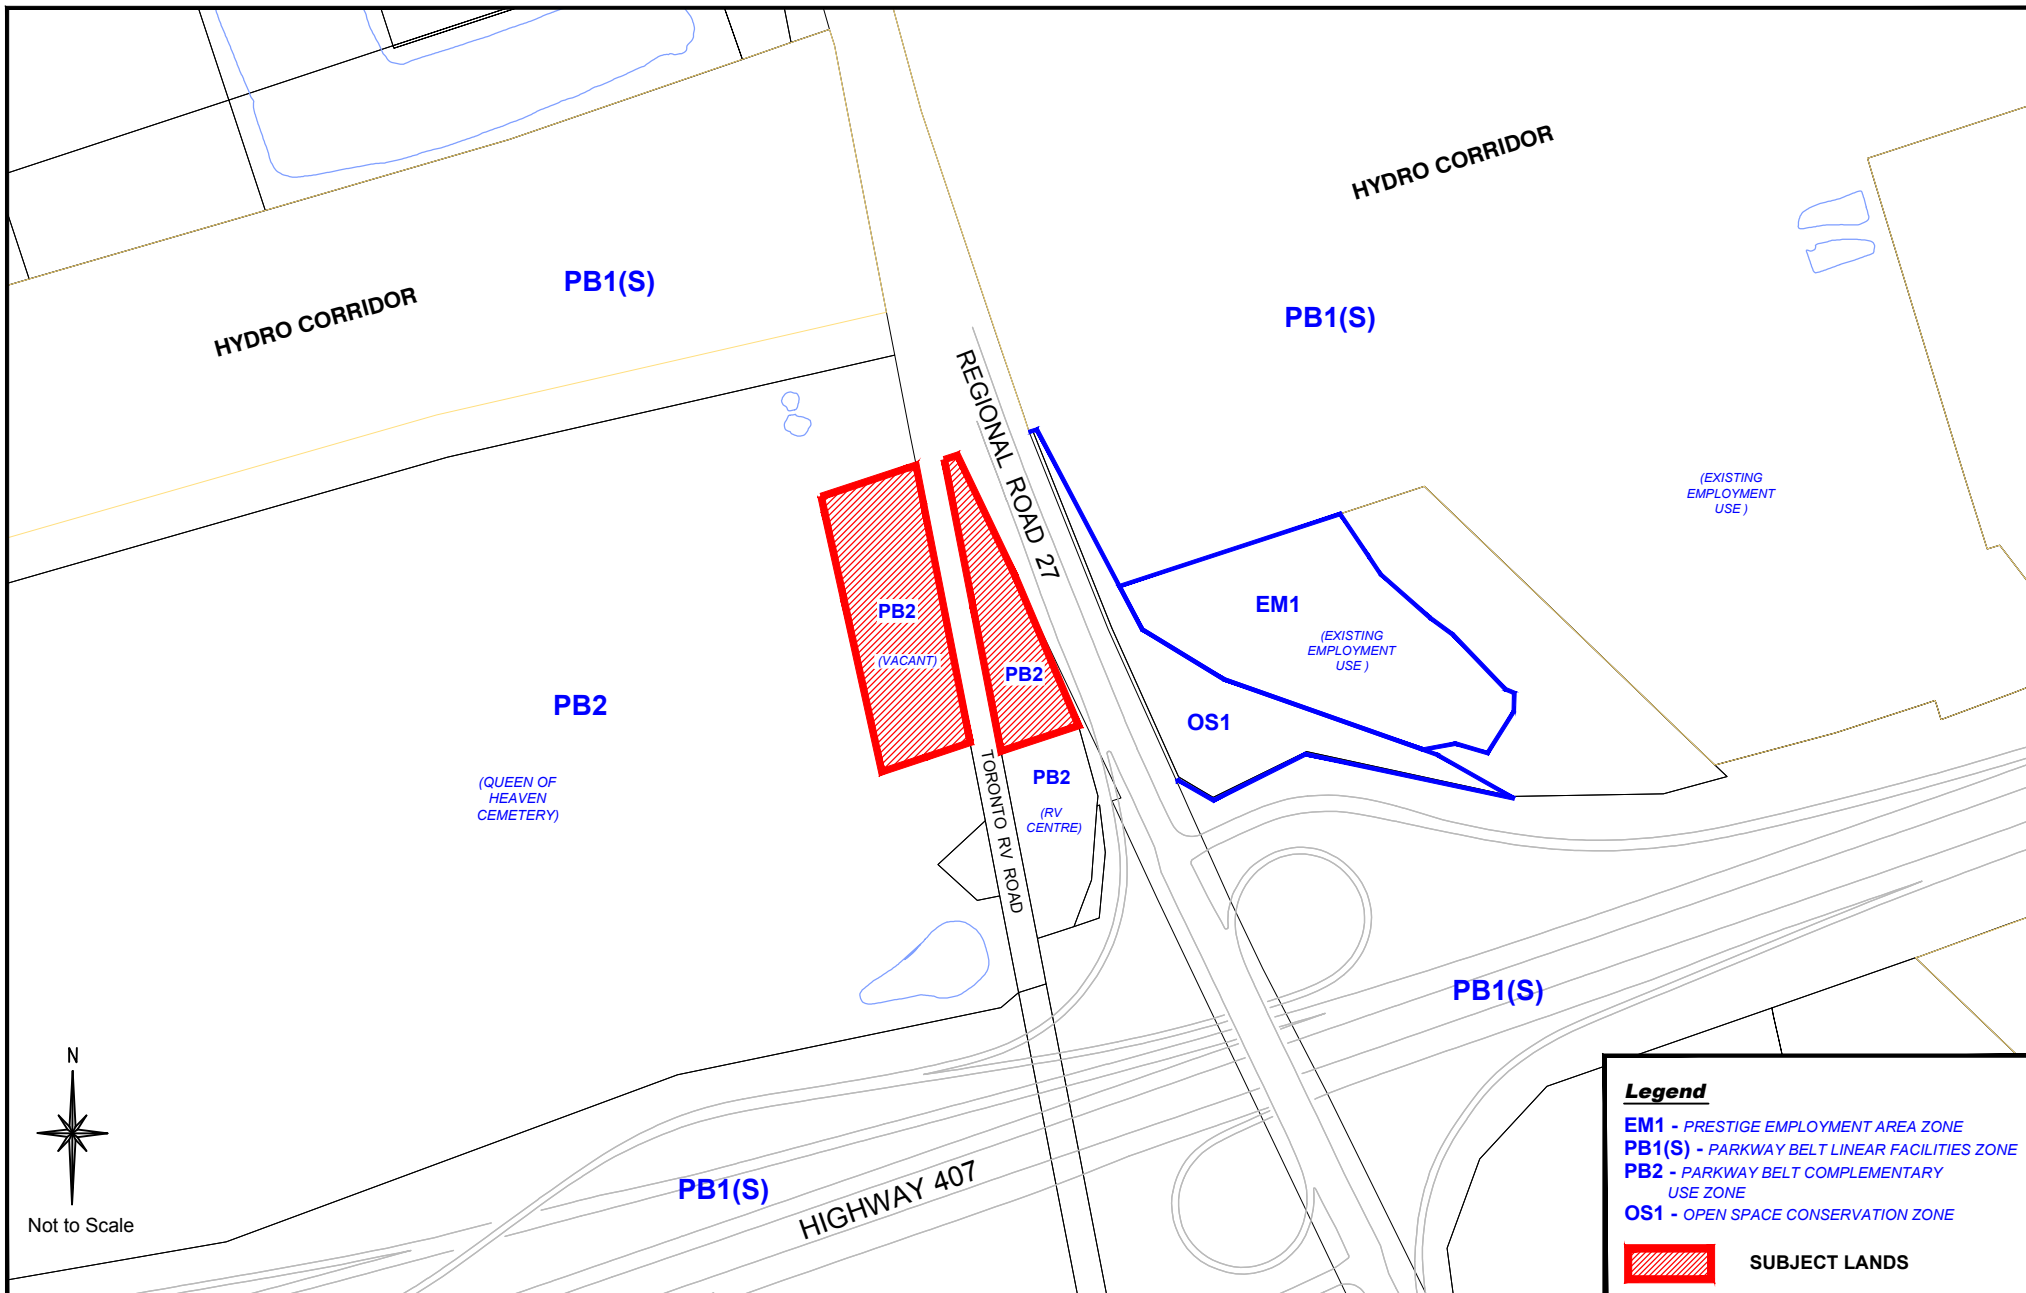 HYDRO CORRIDOR
PB1(S)
HYDRO CORRIDOR
PB1(S)
REGIONAL ROAD 27
(EXISTING
EMPLOYMENT
USE )
PB2
(VACANT)
PB2
EM1
(EXISTING
EMPLOYMENT
USE )
PB2
OS1
(QUEEN OF
HEAVEN
CEMETERY)
TORONTO RV ROAD
PB2
(RV
CENTRE)
PB1(S)
N
Not to Scale
PB1(S)
HIGHWAY 407
Legend
EM1 - PRESTIGE EMPLOYMENT AREA ZONE
PB1(S) - PARKWAY BELT LINEAR FACILITIES ZONE
PB2 - PARKWAY BELT COMPLEMENTARY
USE ZONE
OS1 - OPEN SPACE CONSERVATION ZONE
SUBJECT LANDS